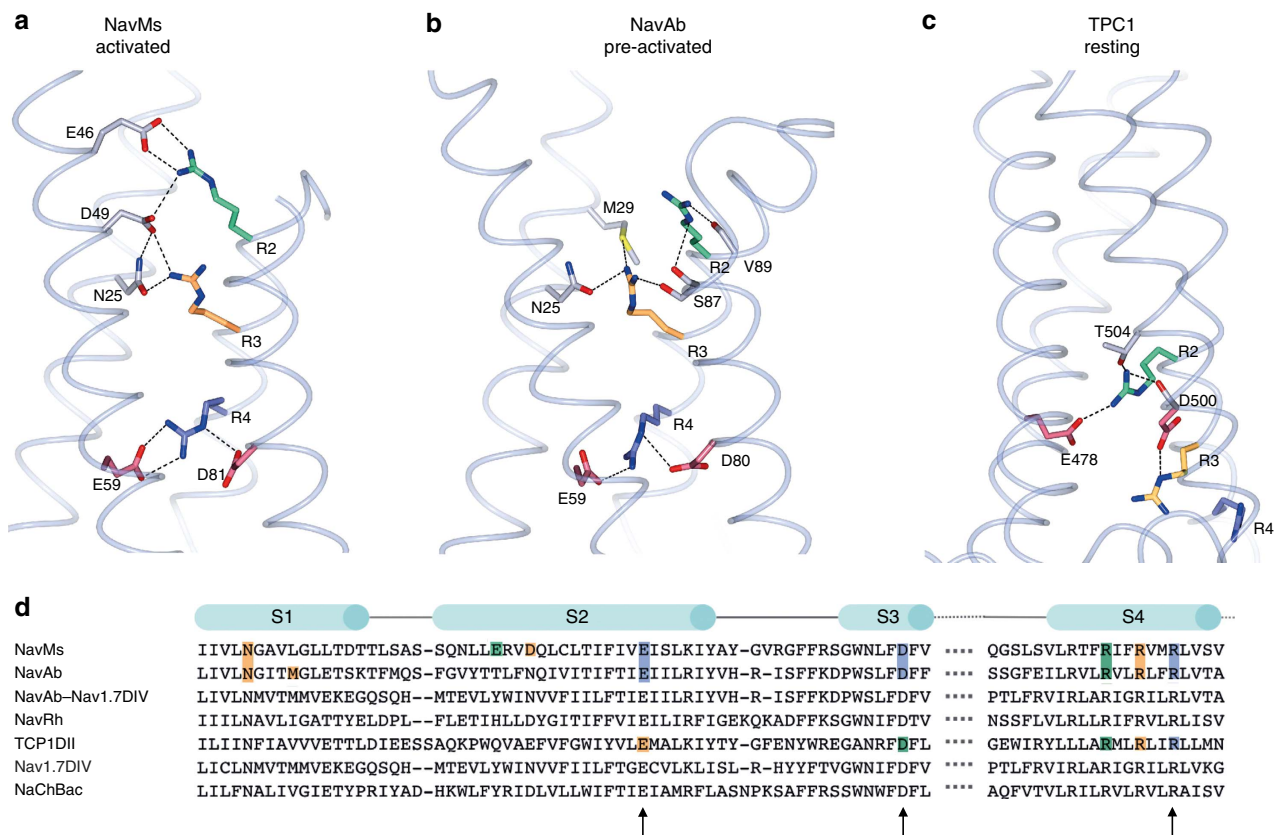 a
NavMs
activated
E46
D49
R2
N25
R3
R4
E59
D81
b
NavAb
pre-activated
M29
R2
V89
N25
S87
R3
R4
E59
D80
c
TPC1
resting
T504
R2
D500
E478
R3
R4
d
S1 S2 S3 S4
NavMs IIVLNGAVLGLLTDTTLSAS-SQNLLERVDQLCLTIFIVEISLKIYAY-GVRGFFRSGWNLFDFV QGSLSVLRTFRIFRVMRLVSV
NavAb LIVLNGITMGLETSKTFMQS-FGVYTTLFNQIVITIFTIEIILRIYVH-R-ISFFKDPWSLFDFF SSGFEILRVLRVLRLFRLVTA
NavAb–Nav1.7DIV LIVLNMVTMMVEKEGQSQHM-MTEVLYWINVVFIILFTIEIILRIYVH-R-ISFFKDPWSLFDFV PTLFRVIRLARIGRILRLVTA
NavRh IIILNAVLIGATTYELDPL--FLETIHLLDYGITIFFVIEILIRFIGEKQKADFFKSGWNIFDTV NSSFLVLRLLRIFRVLRLISV
TCP1DII ILIINFIAVVVETTLDIEESSAQKPWQVAEFVFGWIYVLEMALKIYTY-GFENYWREGANRFDFL GEWIRYLLLARMLRLIRLLMN
Nav1.7DIV LICLNMVTMMVEKEGQSQHM-MTEVLYWINVVFIILFTGECVLKLISL-R-HYYFTVGWNIFDFV PTLFRVIRLARIGRILRLVKG
NaChBac LILFNALIVGIETYPRIYAD-HKWLFYRIDLVLLWIFTIEIAMRFLASNPKSAFFRSSWNWFDFL AQFVTVLRILRVLRVLRAISV